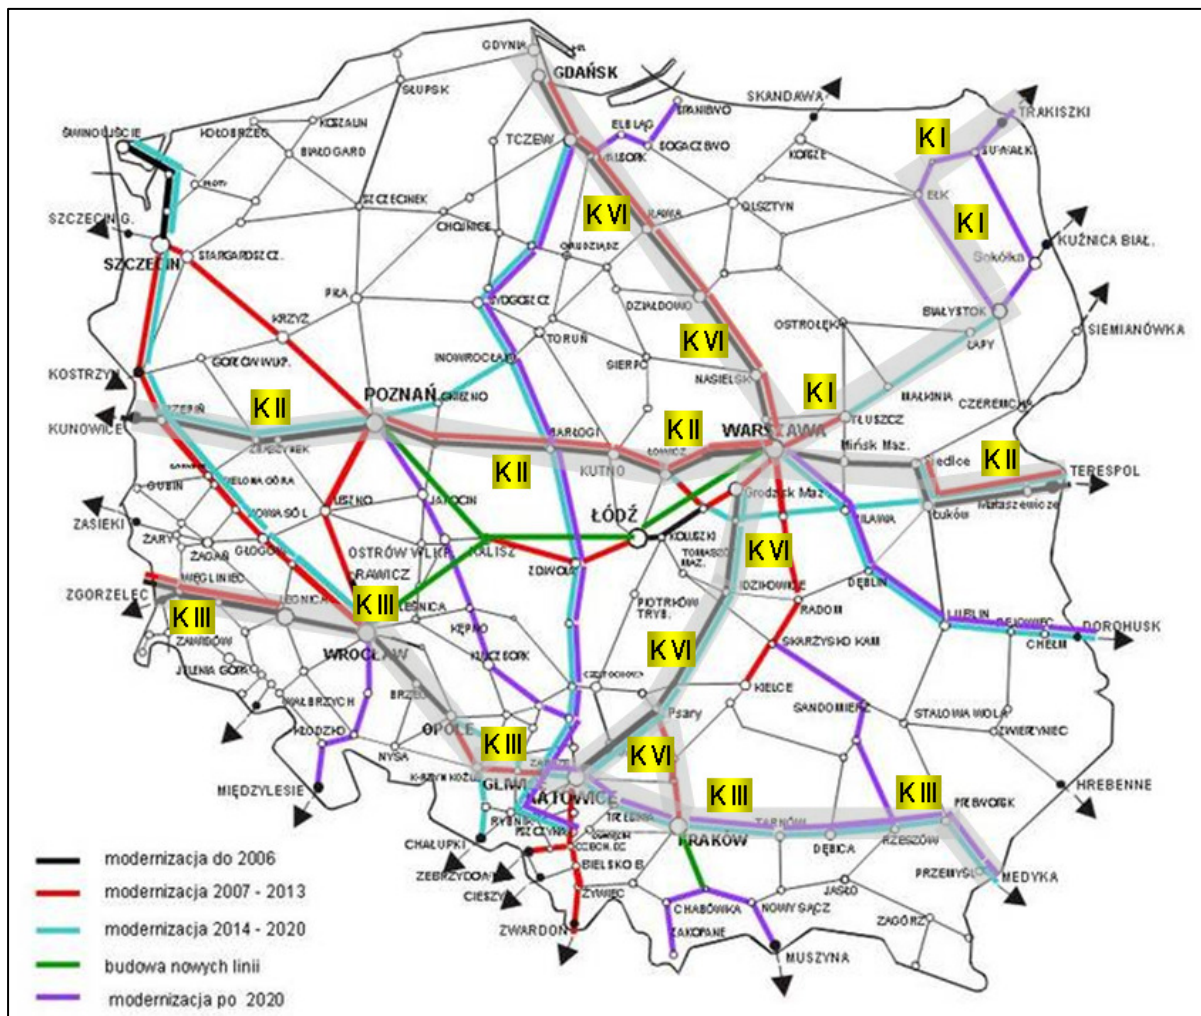 GDYNIA
GDAŃSK
SŁUPSK
SKANDAWA
TRAKISZKI
KOSZALIN
KOŁOBRZEG
ELBLĄG
BOGACZEWO
ŚWINOUJŚCIE
BIAŁOGARD
TCZEW
MALBORK
KORSZE
K I
SUWAŁKI
EŁK
SZCZECINEK
OLSZTYN
K VI
IŁAWA
K I
SZCZECIN G.
CHOJNICE
GRUDZIĄDZ
KUŹNICA BIAŁ.
Sokółka
SZCZECIN
STARGARD SZCZ.
PIŁA
BYDGOSZCZ
DZIAŁDOWO
BIAŁYSTOK
KRZYŻ
TORUŃ
OSTROŁĘKA
SIEMIANÓWKA
ŁAPY
K VI
GORZÓW WLKP.
INOWROCŁAW
SIERPC
NASIELSK
KOSTRZYN
POZNAŃ
GNIEZNO
MAŁKINIA
CZEREMCHA
K I
TŁUSZCZ
K II
RZEPIN
KUNOWICE
ZBĄSZYNEK
BARŁOGI
K II
WARSZAWA
Mińsk Maz.
ŁOWICZ
KUTNO
Siedlce
K II
TERESPOL
K II
GUBIN
ZIELONA GÓRA
JAROCIN
Grodzisk Maz.
Małaszewicze
Łuków
NOWA SÓL
ŁÓDŹ
PILAWA
ZASIEKI
ŻARY
ŻAGAŃ
GŁOGÓW
OSTRÓW WLKP.
KALISZ
KOLUSZKI
TOMASZÓW MAZ.
K VI
RAWICZ
DĘBLIN
WĘGLINIEC
IDZIKOWICE
ZGORZELEC
LEGNICA
K III
K III
OLEŚNICA
PIOTRKÓW TRYB.
RADOM
LUBLIN
DOROHUSK
CHEŁM
KĘPNO
WROCŁAW
SKARŻYSKO KAM.
K VI
JELENIA GÓRA
KLUCZBORK
CZĘSTOCHOWA
KIELCE
WAŁBRZYCH
BRZEG
SANDOMIERZ
Psary
STALOWA WOLA
KŁODZKO
OPOLE
ZWIERZYNIEC
NYSA
K III
K VI
MIĘDZYLESIE
GLIWICE
HREBENNE
KATOWICE
K III
K III
PRZEWORSK
RYBNIK
TRZEBINIA
TARNÓW
PSZCZYNA
KRAKÓW
DĘBICA
RZESZÓW
CHAŁUPKI
ZEBRZYDOWICE
BIELSKO B.
PRZEMYŚL
MEDYKA
CIESZYN
ŻYWIEC
JASŁO
CHABÓWKA
NOWY SĄCZ
ZAGÓRZ
ZWARDOŃ
ZAKOPANE
MUSZYNA
modernizacja do 2006
modernizacja 2007 - 2013
modernizacja 2014 - 2020
budowa nowych linii
modernizacja po 2020